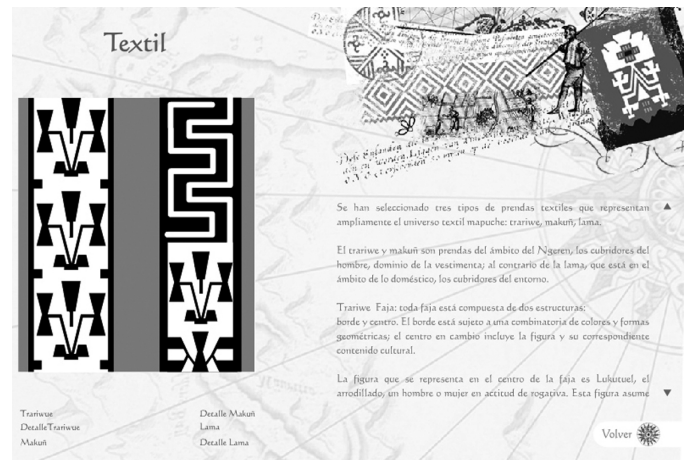 Textil
Se han seleccionado tres tipos de prendas textiles que representan
ampliamente el universo textil mapuche: trariwe, makuñ, lama.
El trariwe y makuñ son prendas del ámbito del Ngeren, los cubridores del
hombre, dominio de la vestimenta; al contrario de la lama, que está en el
ámbito de lo doméstico, los cubridores del entorno.
Trariwe Faja: toda faja está compuesta de dos estructuras:
borde y centro. El borde está sujeto a una combinatoria de colores y formas
geométricas; el centro en cambio incluye la figura y su correspondiente
contenido cultural.
La figura que se representa en el centro de la faja es Lukutuel, el
arrodillado, un hombre o mujer en actitud de rogativa. Esta figura asume
Trariwue
DetalleTrariwue
Makuñ
Detalle Makuñ
Lama
Detalle Lama
Volver